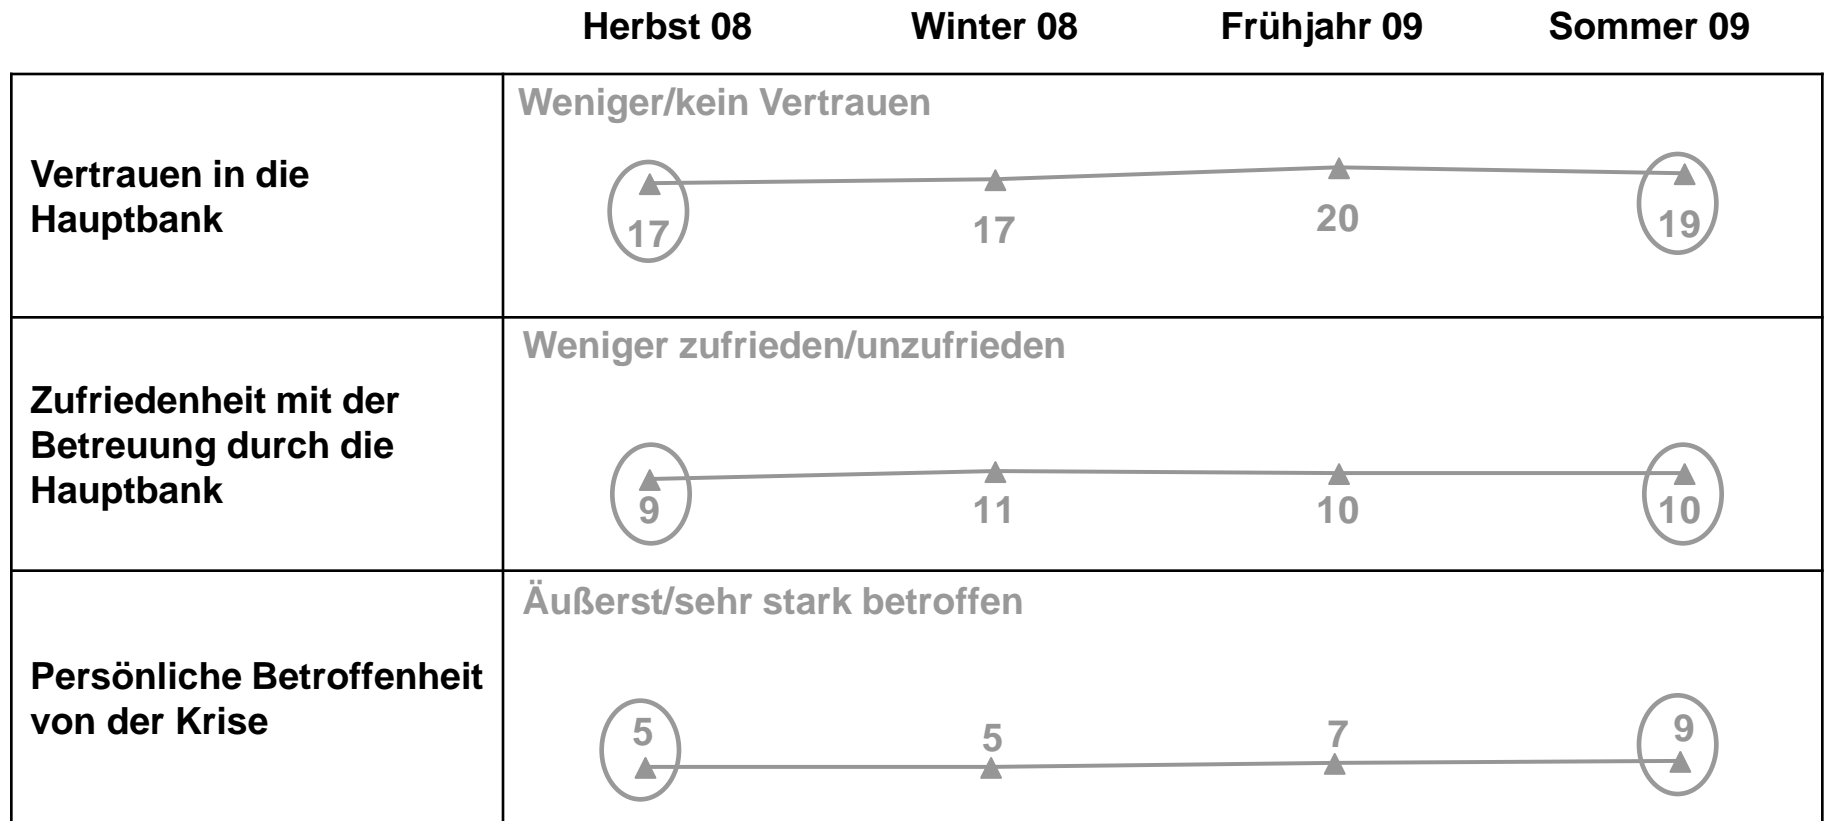 Herbst 08 Winter 08 Frühjahr 09 Sommer 09
Vertrauen in die
Hauptbank
Weniger/kein Vertrauen
17 17 20 19
Zufriedenheit mit der
Betreuung durch die
Hauptbank
Weniger zufrieden/unzufrieden
9 11 10 10
Persönliche Betroffenheit
von der Krise
Äußerst/sehr stark betroffen
5 5 7 9